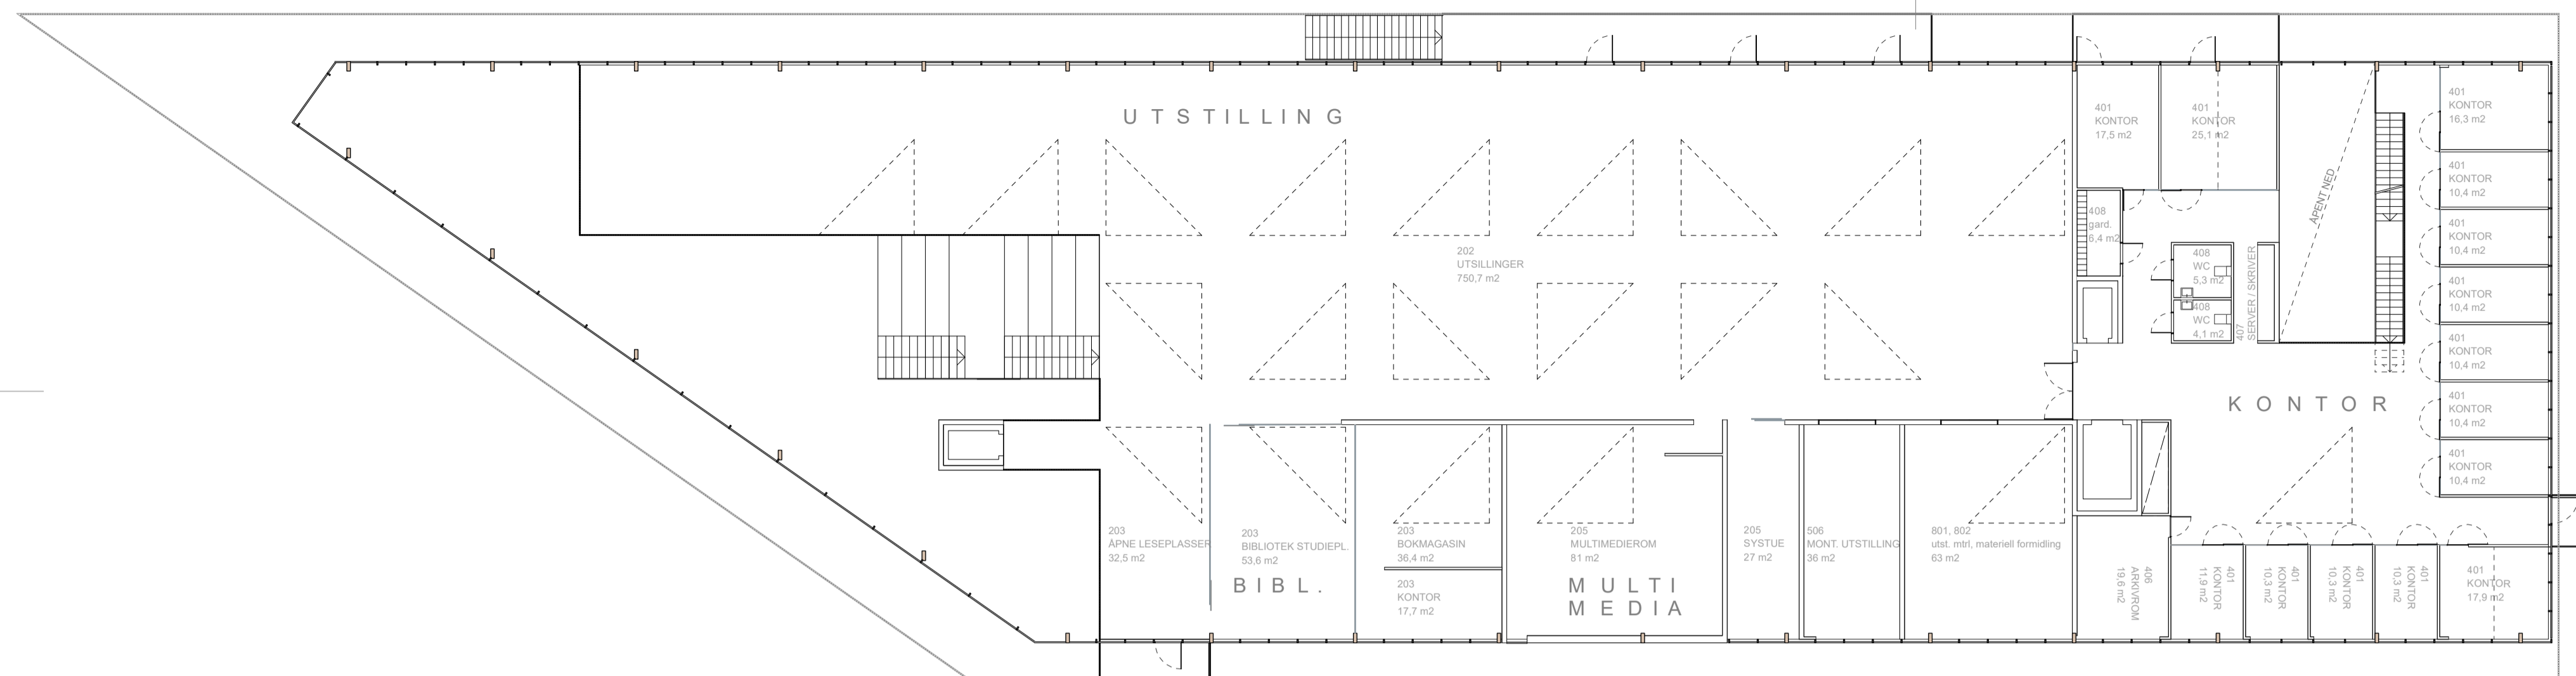 UTSTILLING
202
UTSILLINGER
750,7 m2
401
KONTOR
17,5 m2
401
KONTOR
25,1 m2
408
gard.
6,4 m2
408
WC
5,3 m2
408
WC
4,1 m2
407
SERVER / SKRIVER
ÅPENT NED
401
KONTOR
16,3 m2
401
KONTOR
10,4 m2
401
KONTOR
10,4 m2
401
KONTOR
10,4 m2
401
KONTOR
10,4 m2
401
KONTOR
10,4 m2
401
KONTOR
10,4 m2
KONTOR
203
ÅPNE LESEPLASSER
32,5 m2
203
BIBLIOTEK STUDIEPL.
53,6 m2
BIBL.
203
BOKMAGASIN
36,4 m2
203
KONTOR
17,7 m2
205
MULTIMEDIEROM
81 m2
MULTI
MEDIA
205
SYSTUE
27 m2
506
MONT. UTSTILLING
36 m2
801, 802
utst. mtrl, materiell formidling
63 m2
406
ARKIVROM
19,6 m2
401
KONTOR
11,9 m2
401
KONTOR
10,3 m2
401
KONTOR
10,3 m2
401
KONTOR
10,3 m2
401
KONTOR
17,9 m2